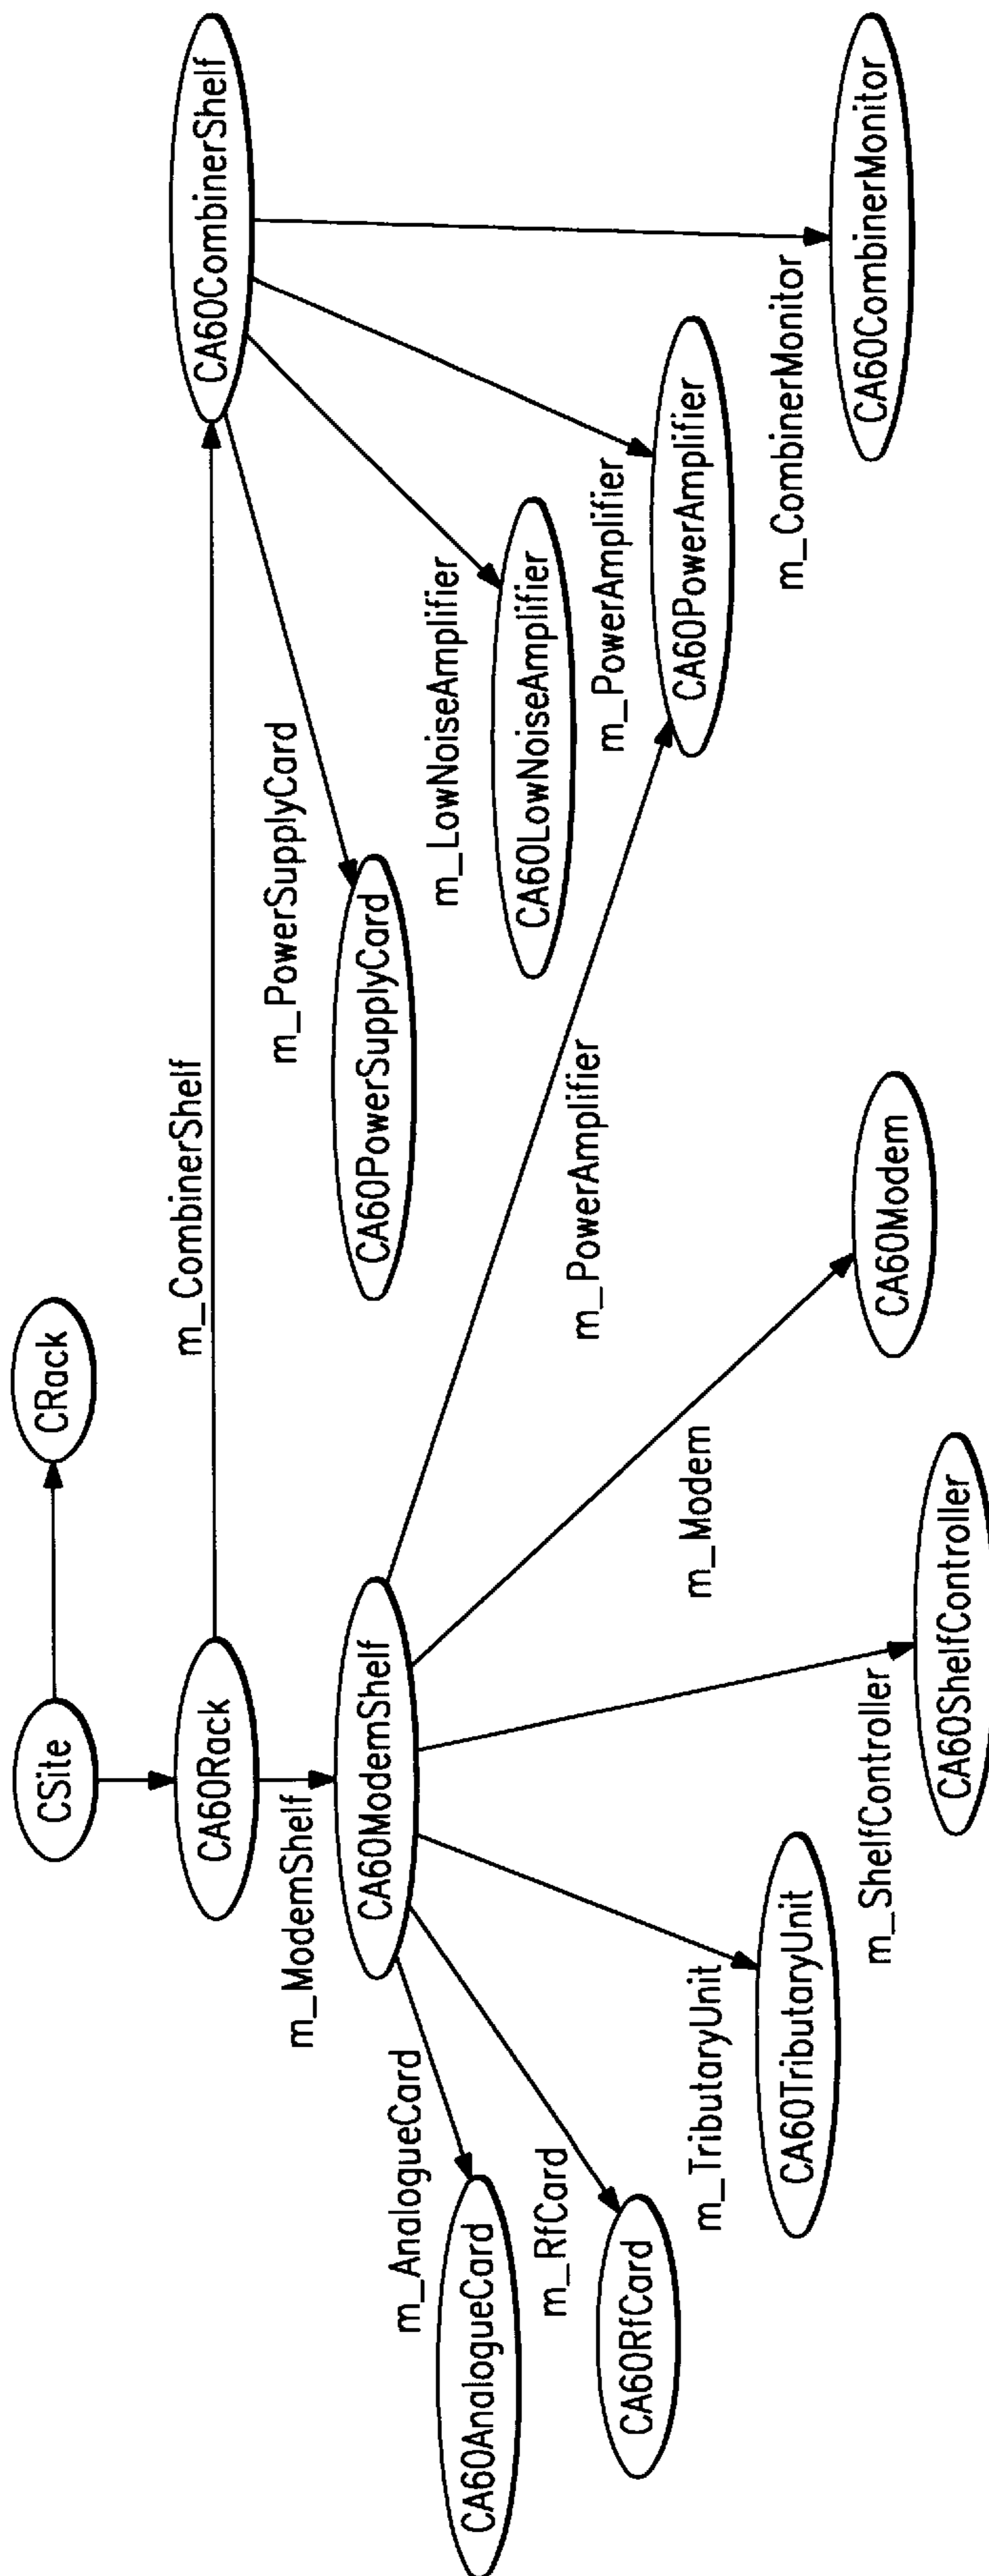 CSite
CRack
CA60Rack
m_CombinerShelf
CA60CombinerShelf
m_ModemShelf
CA60ModemShelf
m_PowerSupplyCard
CA60PowerSupplyCard
m_AnalogueCard
CA60AnalogueCard
m_LowNoiseAmplifier
CA60LowNoiseAmplifier
m_RfCard
CA60RfCard
m_PowerAmplifier
m_PowerAmplifier
CA60PowerAmplifier
m_TributaryUnit
CA60TributaryUnit
m_Modem
CA60Modem
m_CombinerMonitor
CA60CombinerMonitor
m_ShelfController
CA60ShelfController